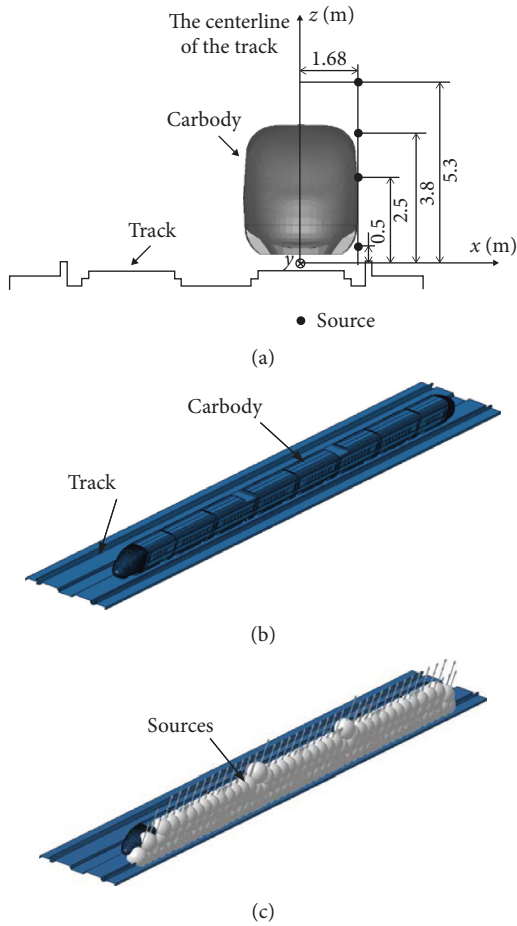 The centerline
of the track
z (m)
1.68
Carbody
5.3
3.8
2.5
0.5
Track
y
x (m)
Source
(a)
Carbody
Track
(b)
Sources
(c)